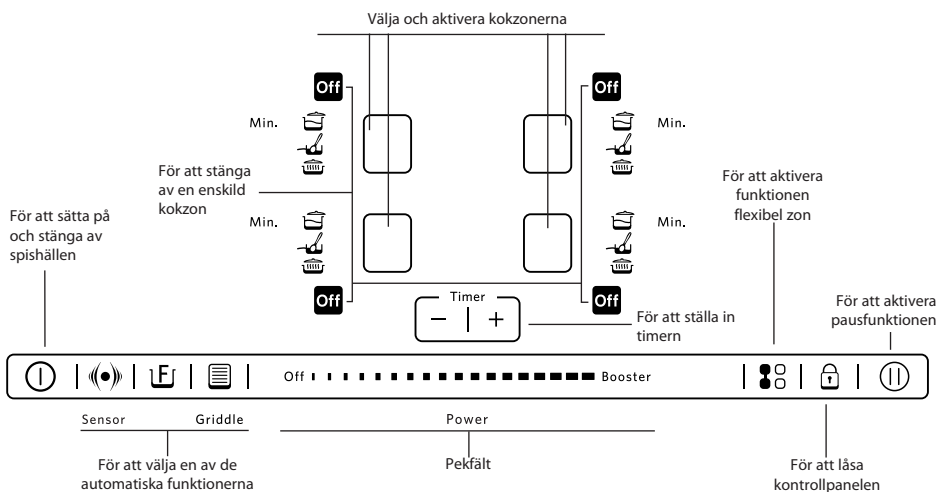 Välja och aktivera kokzonerna
Off
Off
Min.
Min.
För att stänga
av en enskild
kokzon
För att aktivera
funktionen
flexibel zon
För att sätta på
och stänga av
spishällen
Min.
Min.
Off
Off
Timer
− +
För att ställa in
timern
För att aktivera
pausfunktionen
F
Off
Booster
Sensor
Griddle
Power
För att välja en av de
automatiska funktionerna
Pekfält
För att låsa
kontrollpanelen